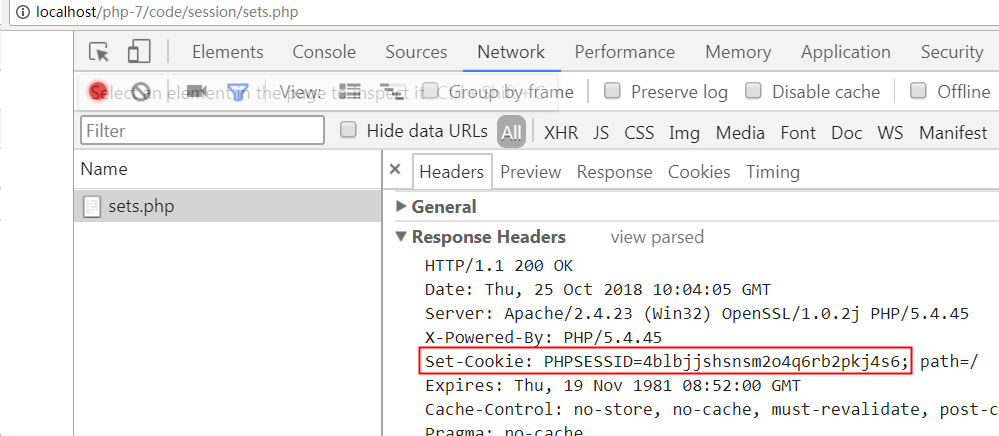 localhost/php-7/code/session/sets.php
Elements Console Sources Network Performance Memory Application Security
Select an element in the page to inspect it Ctrl + Shift + C
View: Group by frame Preserve log Disable cache Offline
Filter Hide data URLs All XHR JS CSS Img Media Font Doc WS Manifest
Name × Headers Preview Response Cookies Timing
sets.php
General
Response Headers view parsed
HTTP/1.1 200 OK
Date: Thu, 25 Oct 2018 10:04:05 GMT
Server: Apache/2.4.23 (Win32) OpenSSL/1.0.2j PHP/5.4.45
X-Powered-By: PHP/5.4.45
Set-Cookie: PHPSESSID=4blbjjshsnsm2o4q6rb2pkj4s6; path=/
Expires: Thu, 19 Nov 1981 08:52:00 GMT
Cache-Control: no-store, no-cache, must-revalidate, post-c
Pragma: no-cache